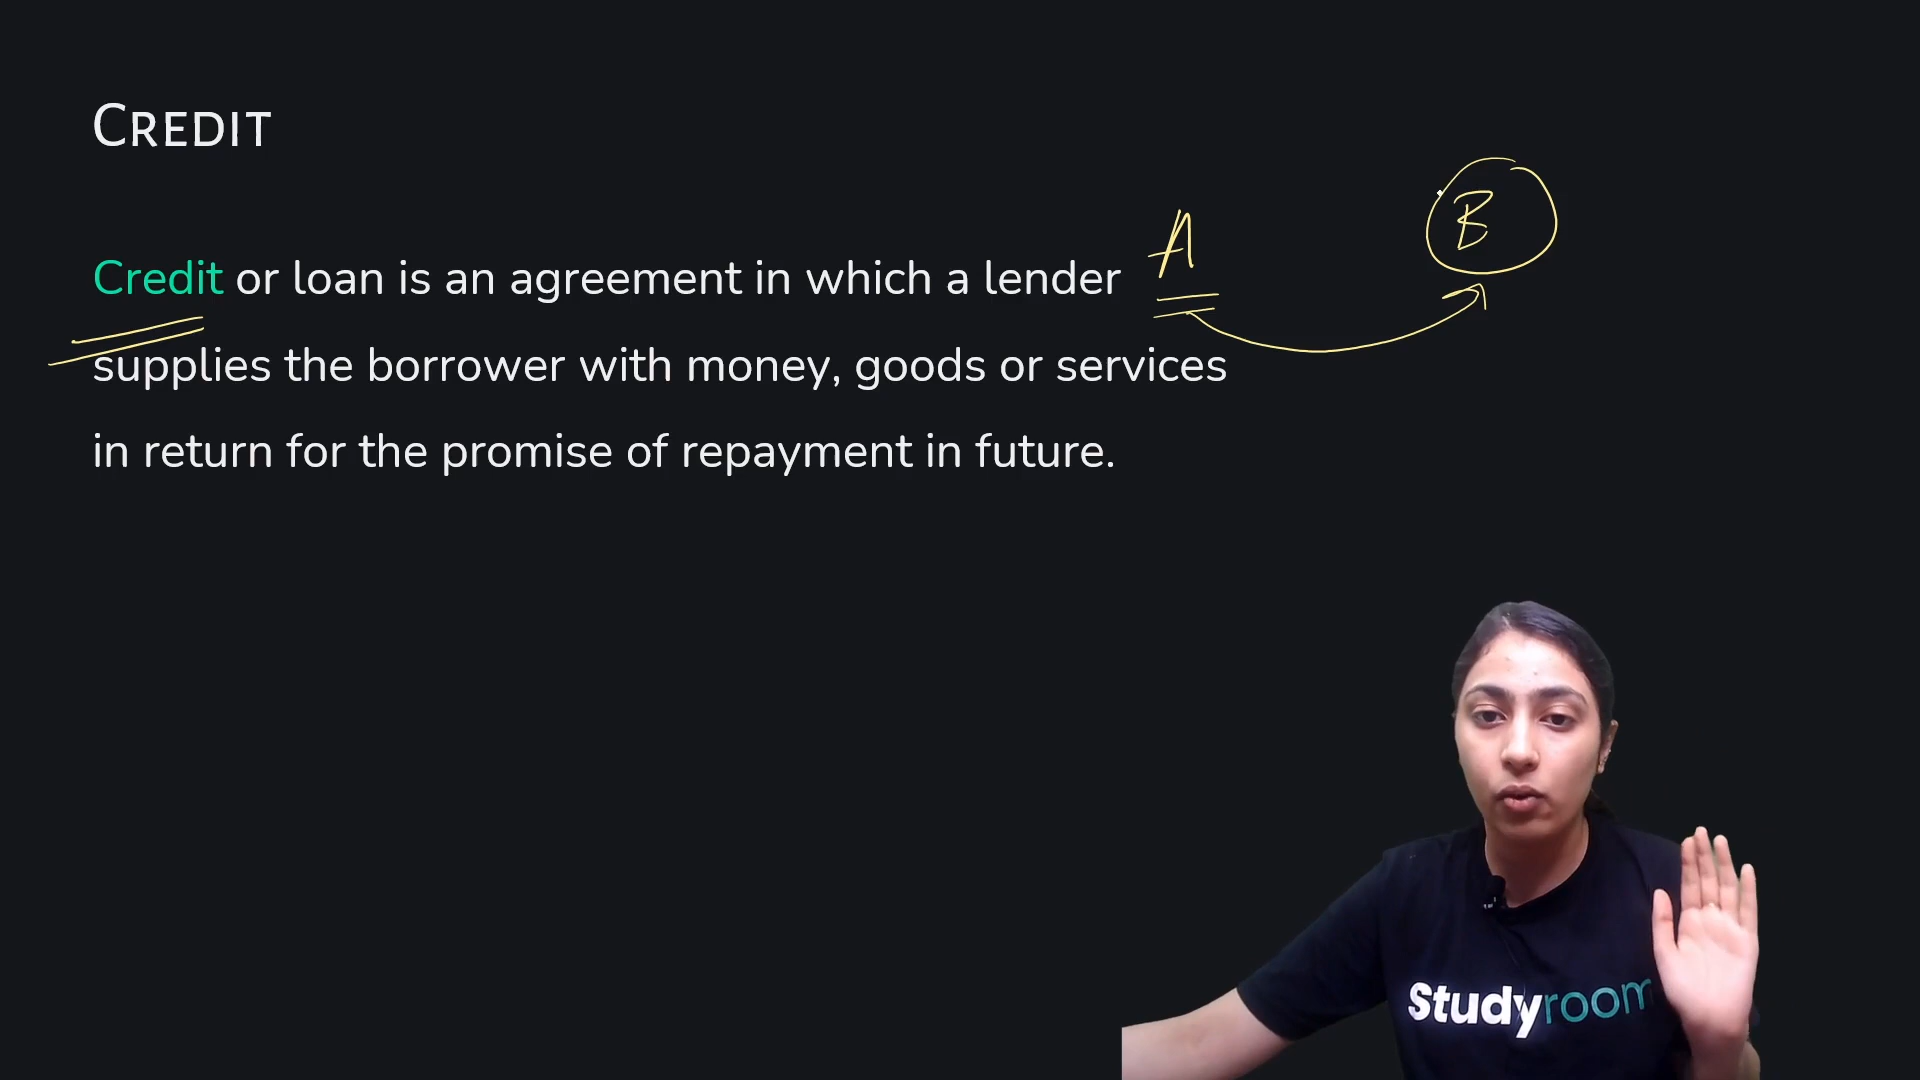 CREDIT
Credit or loan is an agreement in which a lender
supplies the borrower with money, goods or services
in return for the promise of repayment in future.
A
B
Studyroom